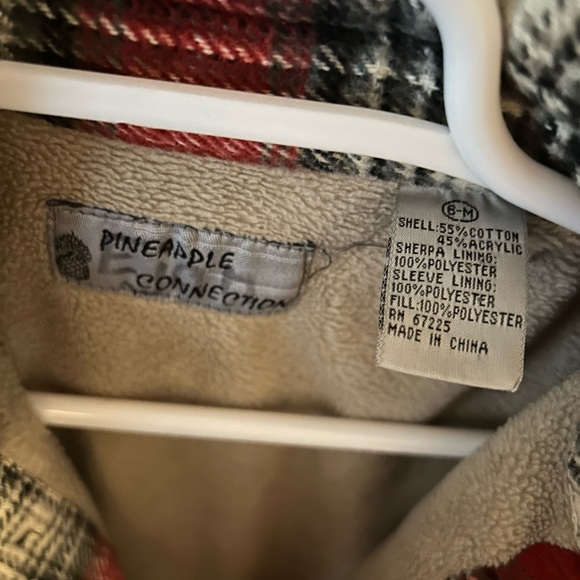 PINEAPPLE
CONNECTION
B-M
SHELL:55%COTTON
45%ACRYLIC
SHERPA LINING:
100%POLYESTER
SLEEVE LINING:
100%POLYESTER
FILL:100%POLYESTER
RN 67225
MADE IN CHINA